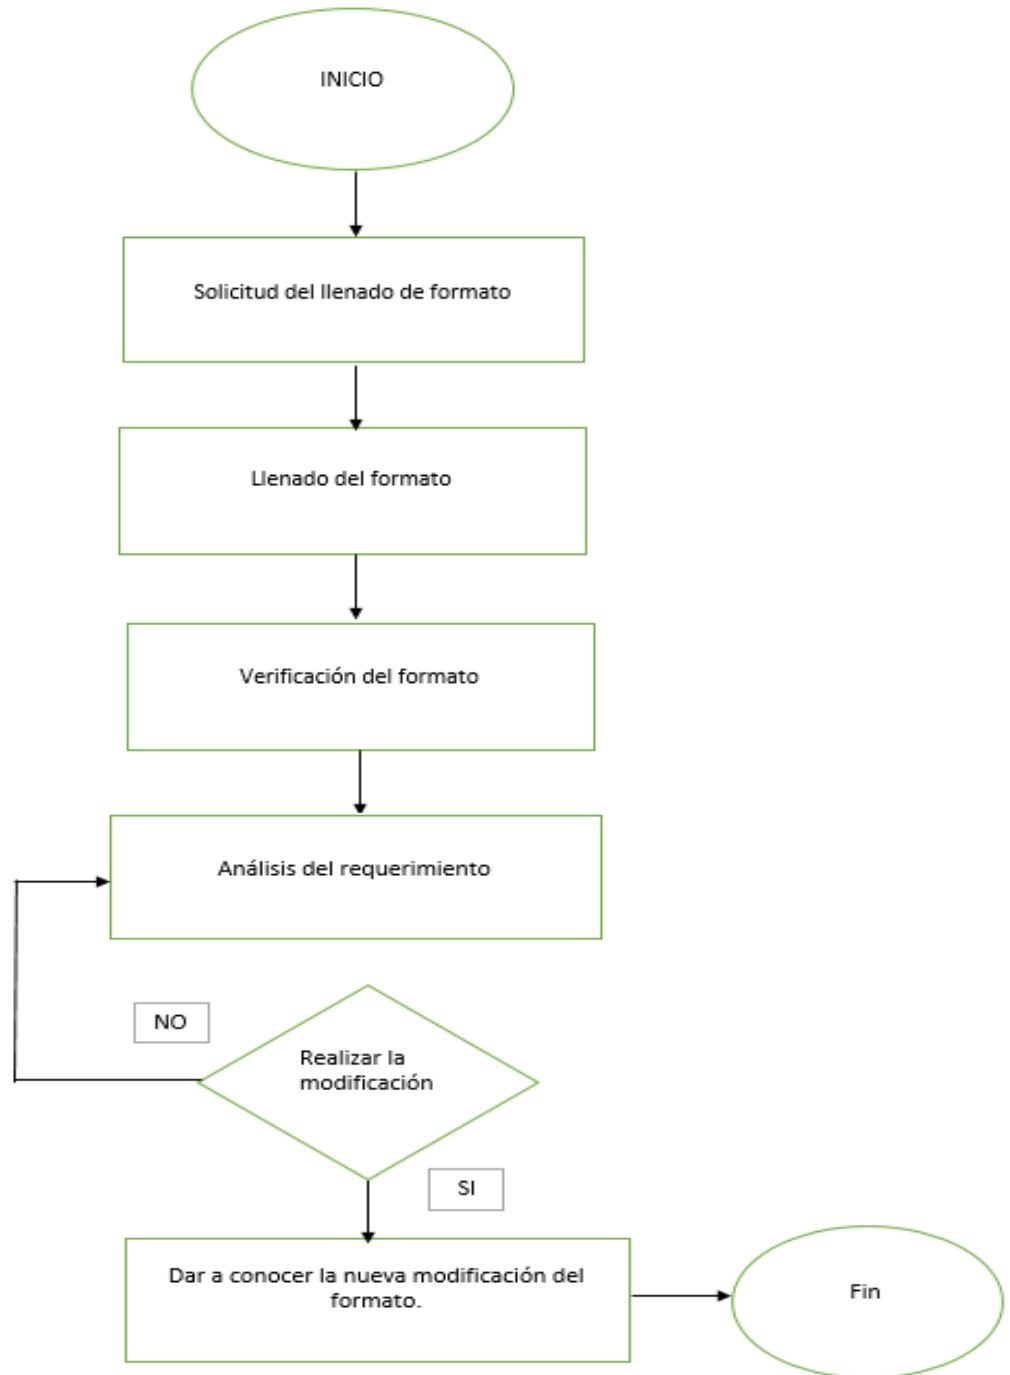 INICIO
Solicitud del llenado de formato
Llenado del formato
Verificación del formato
Análisis del requerimiento
NO
Realizar la
modificación
SI
Dar a conocer la nueva modificación del
formato.
Fin